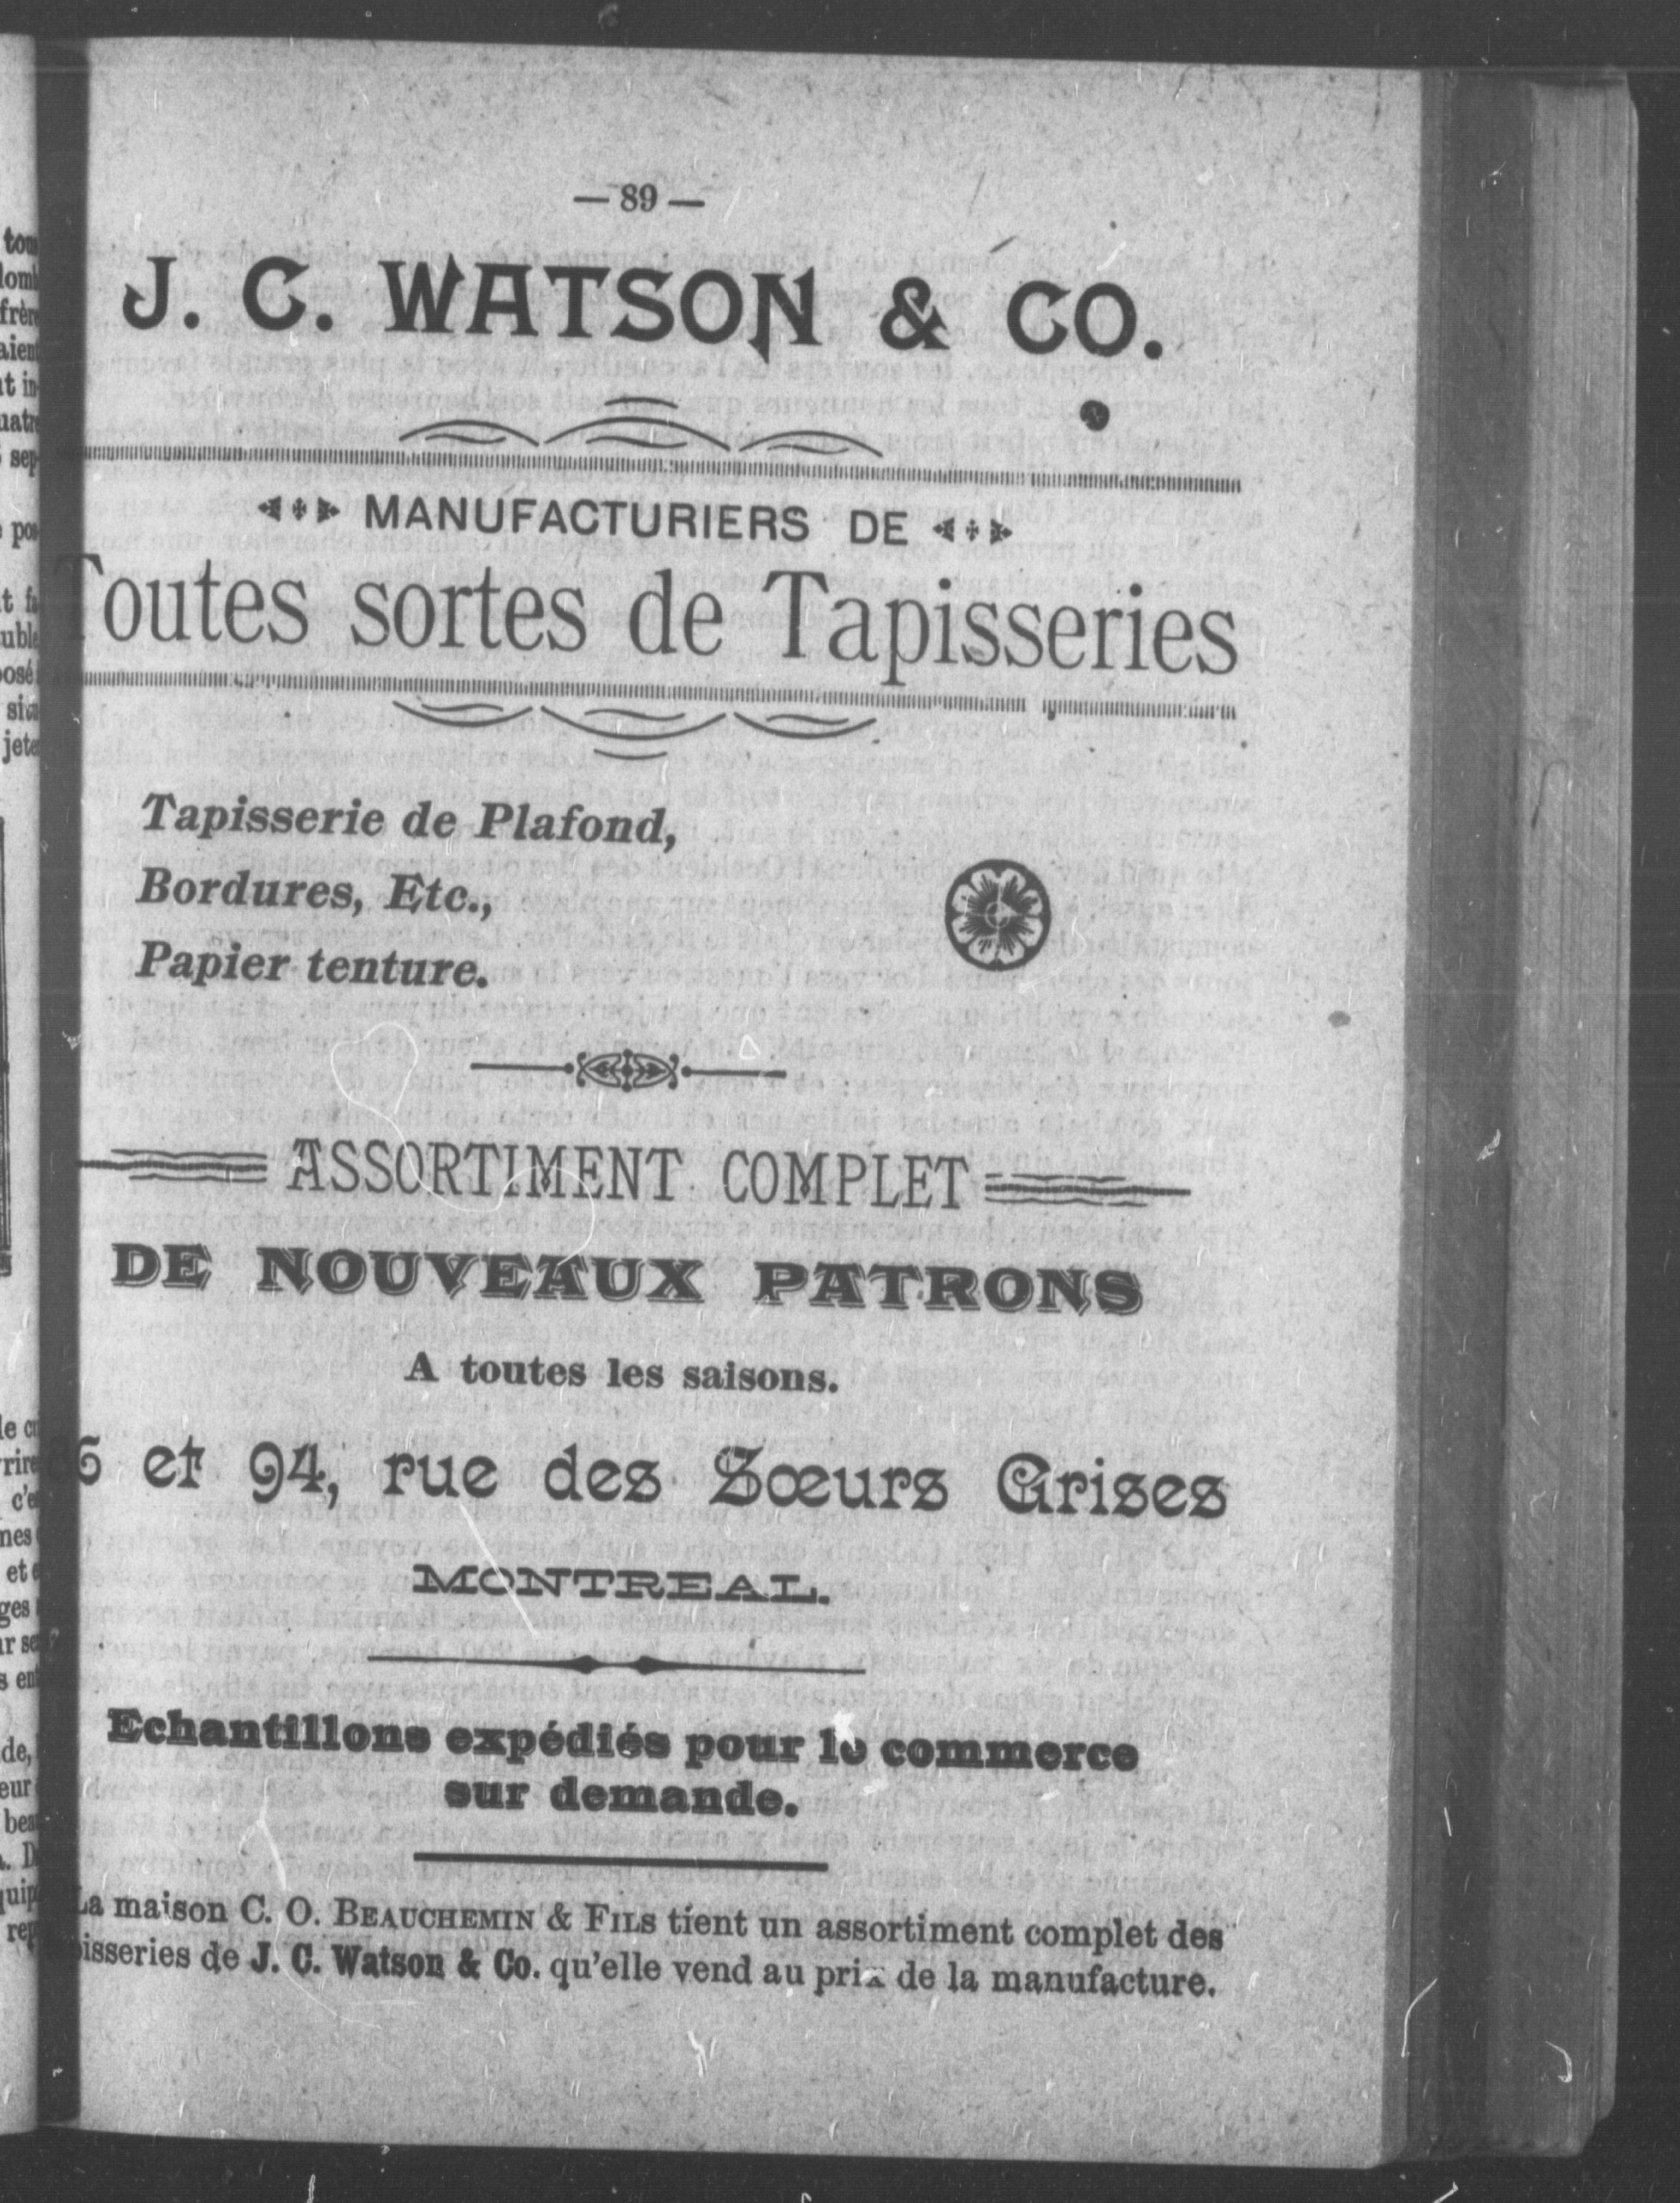 — 89 —
J. C. WATSON & CO.
MANUFACTURIERS DE
Toutes sortes de Tapisseries
Tapisserie de Plafond,
Bordures, Etc.,
Papier tenture.
ASSORTIMENT COMPLET
DE NOUVEAUX PATRONS
A toutes les saisons.
et 94, rue des Sœurs Grises
MONTREAL.
Echantillons expédiés pour le commerce
sur demande.
La maison C. O. BEAUCHEMIN & FILS tient un assortiment complet des
isseries de J. C. Watson & Co. qu'elle vend au prix de la manufacture.